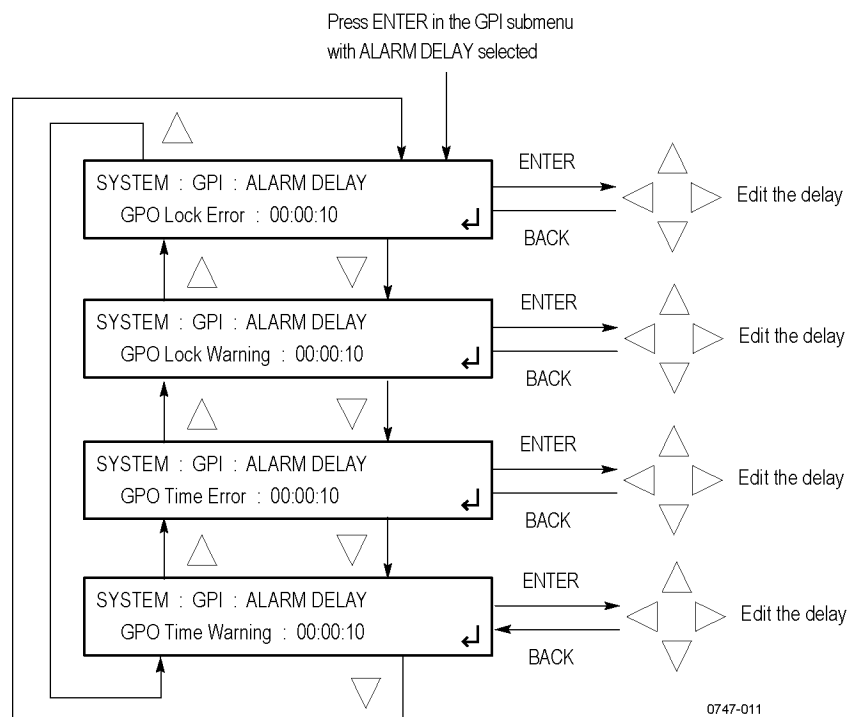 Press ENTER in the GPI submenu
with ALARM DELAY selected
SYSTEM : GPI : ALARM DELAY
GPO Lock Error : 00:00:10
ENTER
BACK
Edit the delay
SYSTEM : GPI : ALARM DELAY
GPO Lock Warning : 00:00:10
ENTER
BACK
Edit the delay
SYSTEM : GPI : ALARM DELAY
GPO Time Error : 00:00:10
ENTER
BACK
Edit the delay
SYSTEM : GPI : ALARM DELAY
GPO Time Warning : 00:00:10
ENTER
BACK
Edit the delay
0747-011